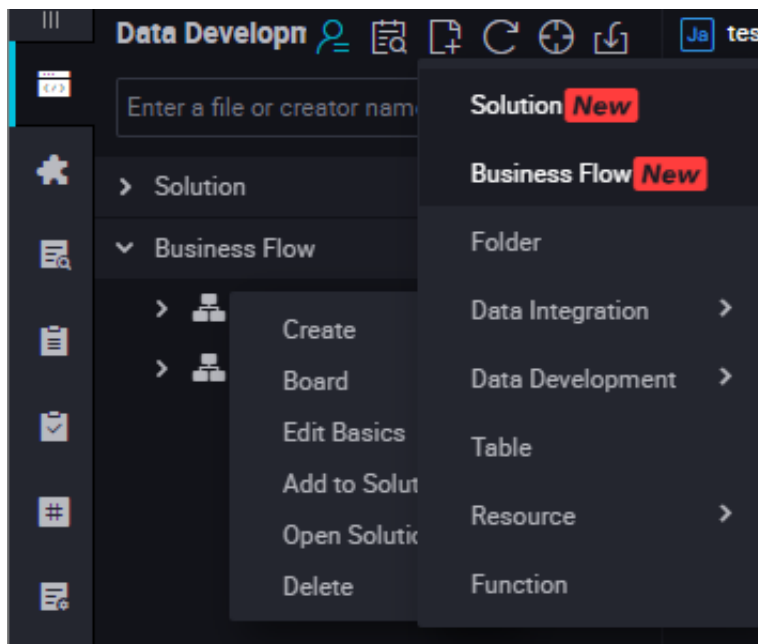 Data Developn
Ja tes
Enter a file or creator nam
Solution New
Business Flow New
Folder
Data Integration
Data Development
Table
Resource
Function
Solution
Business Flow
Create
Board
Edit Basics
Add to Solut
Open Solutic
Delete